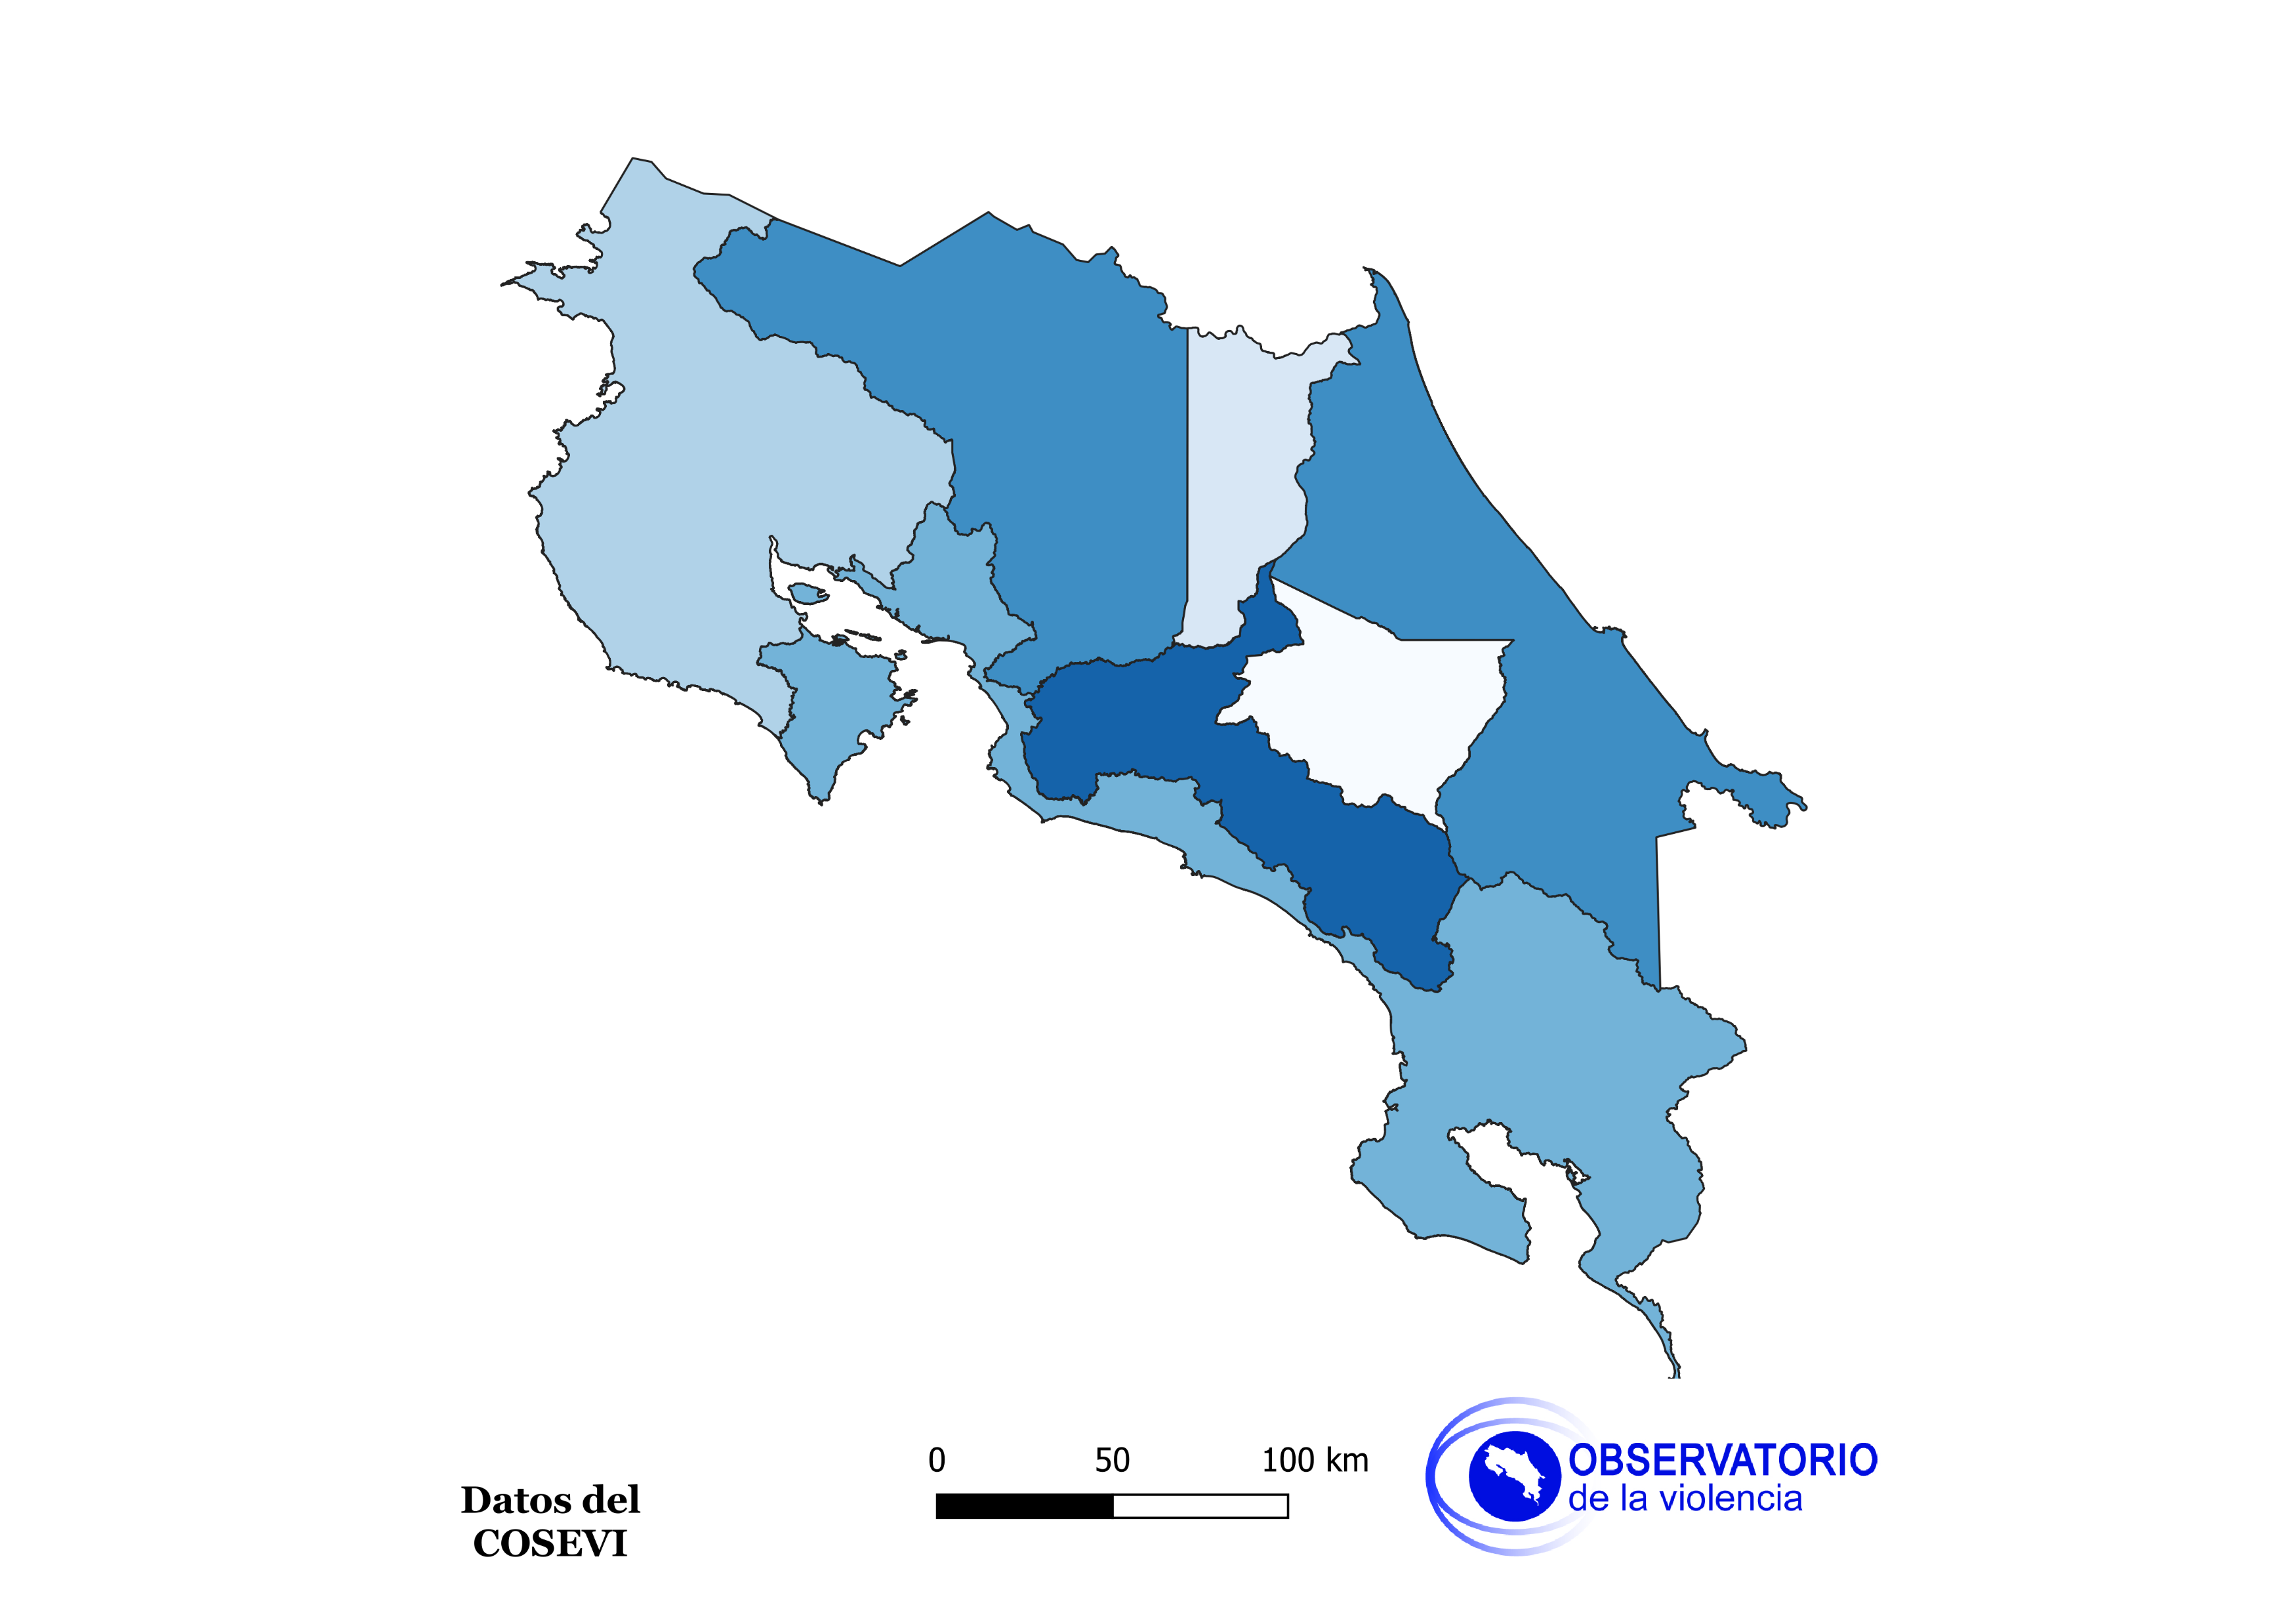 0 50 100 km
Datos del
COSEVI
OBSERVATORIO
de la violencia